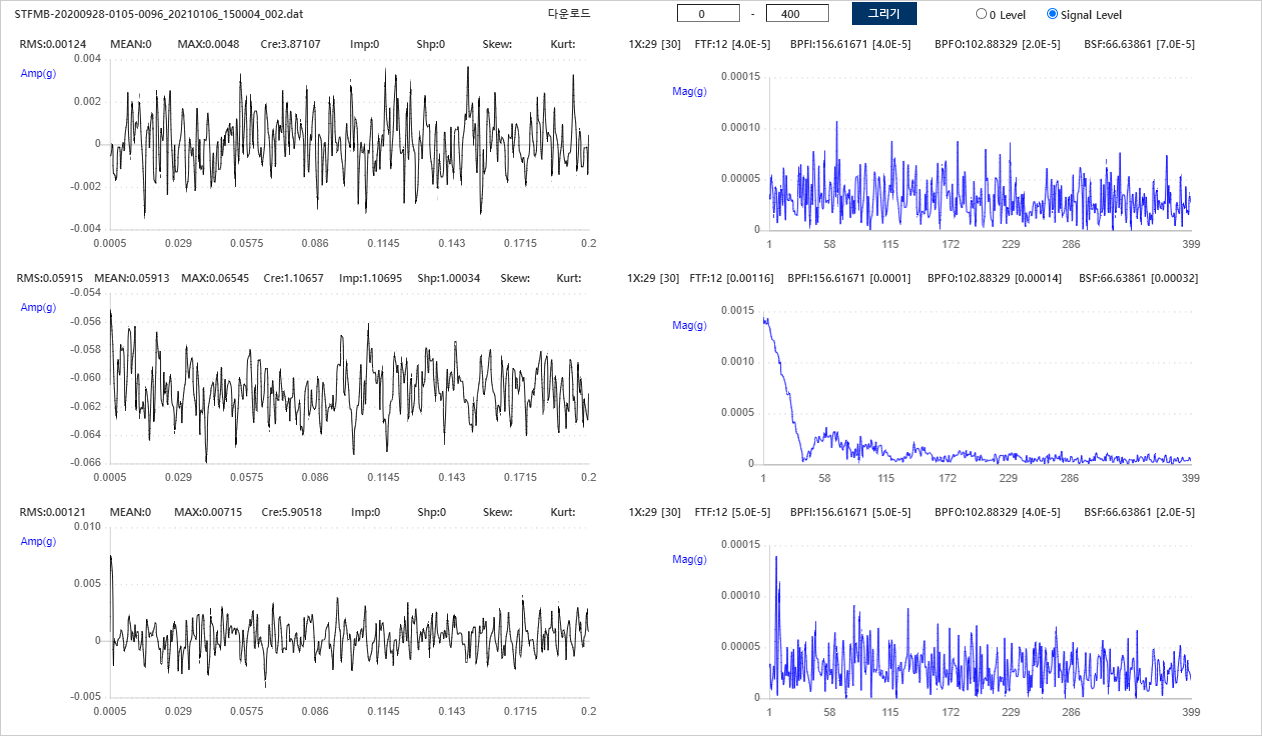 STFMB-20200928-0105-0096_20210106_150004_002.dat 다운로드 0 - 400 그리기 0 Level Signal Level
RMS:0.00124 MEAN:0 MAX:0.0048 Cre:3.87107 Imp:0 Shp:0 Skew: Kurt:
Amp(g)
0.004
0.002
0
-0.002
-0.004
0.0005 0.029 0.0575 0.086 0.1145 0.143 0.1715 0.2
1X:29 [30] FTF:12 [4.0E-5] BPFI:156.61671 [4.0E-5] BPFO:102.88329 [2.0E-5] BSF:66.63861 [7.0E-5]
Mag(g)
0.00015
0.00010
0.00005
0
1 58 115 172 229 286 399
RMS:0.05915 MEAN:0.05913 MAX:0.06545 Cre:1.10657 Imp:1.10695 Shp:1.00034 Skew: Kurt:
Amp(g)
-0.054
-0.056
-0.058
-0.060
-0.062
-0.064
-0.066
0.0005 0.029 0.0575 0.086 0.1145 0.143 0.1715 0.2
1X:29 [30] FTF:12 [0.00116] BPFI:156.61671 [0.0001] BPFO:102.88329 [0.00014] BSF:66.63861 [0.00032]
Mag(g)
0.0015
0.0010
0.0005
0
1 58 115 172 229 286 399
RMS:0.00121 MEAN:0 MAX:0.00715 Cre:5.90518 Imp:0 Shp:0 Skew: Kurt:
Amp(g)
0.010
0.005
0
-0.005
0.0005 0.029 0.0575 0.086 0.1145 0.143 0.1715 0.2
1X:29 [30] FTF:12 [5.0E-5] BPFI:156.61671 [5.0E-5] BPFO:102.88329 [4.0E-5] BSF:66.63861 [2.0E-5]
Mag(g)
0.00015
0.00010
0.00005
0
1 58 115 172 229 286 399